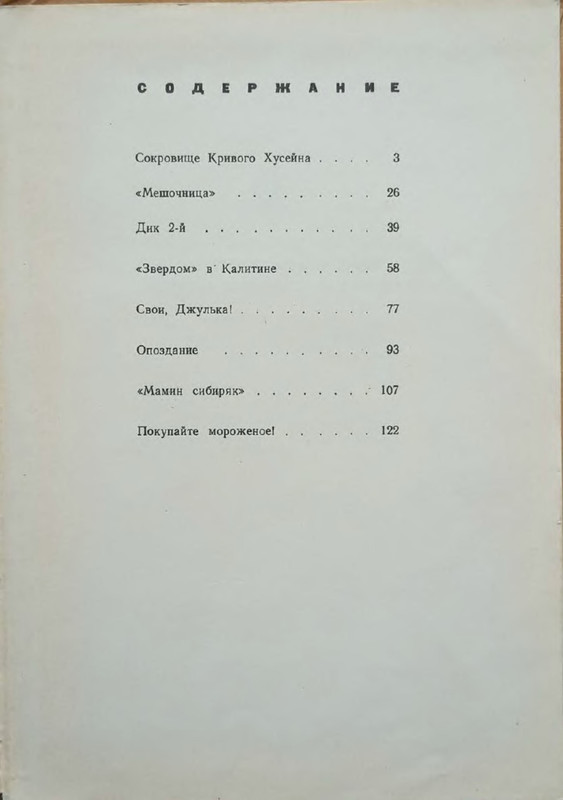 СОДЕРЖАНИЕ
Сокровище Кривого Хусейна . . . . 3
«Мешочница» . . . . . . . . . 26
Днк 2-й . . . . . . . . . . . 39
«Звердом» в Калитине . . . . . . 58
Свои, Джулька! . . . . . . . . . 77
Опоздание . . . . . . . . . . 93
«Мамин сибиряк» . . . . . . . . 107
Покупайте мороженое! . . . . . . 122